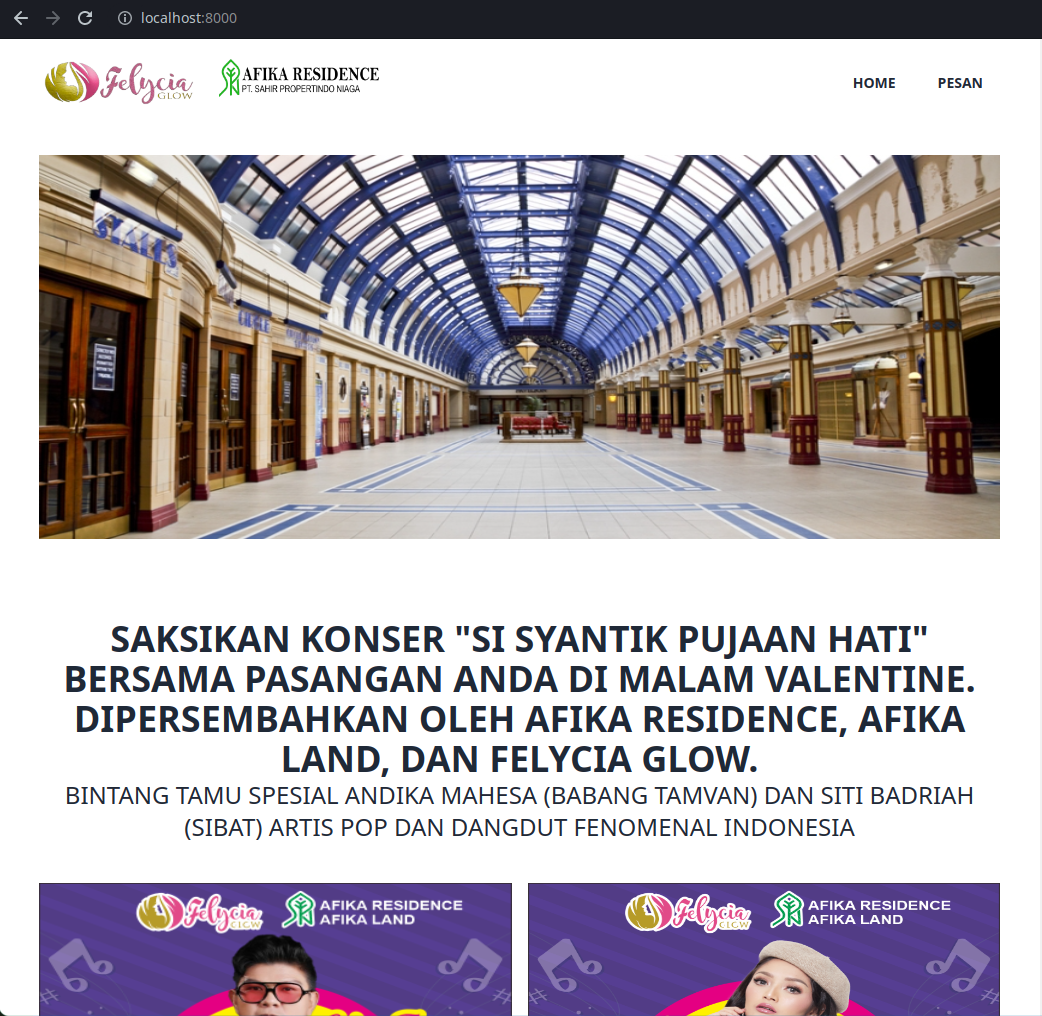 localhost:8000
Felycia
GLOW
AFIKA RESIDENCE
PT. SAHIR PROPERTINDO NIAGA
HOME
PESAN
STALLS
CIRCLE
SAKSIKAN KONSER "SI SYANTIK PUJAAN HATI"
BERSAMA PASANGAN ANDA DI MALAM VALENTINE.
DIPERSEMBAHKAN OLEH AFIKA RESIDENCE, AFIKA
LAND, DAN FELYCIA GLOW.
BINTANG TAMU SPESIAL ANDIKA MAHESA (BABANG TAMVAN) DAN SITI BADRIAH
(SIBAT) ARTIS POP DAN DANGDUT FENOMENAL INDONESIA
Felycia
GLOW
AFIKA RESIDENCE
AFIKA LAND
Felycia
GLOW
AFIKA RESIDENCE
AFIKA LAND